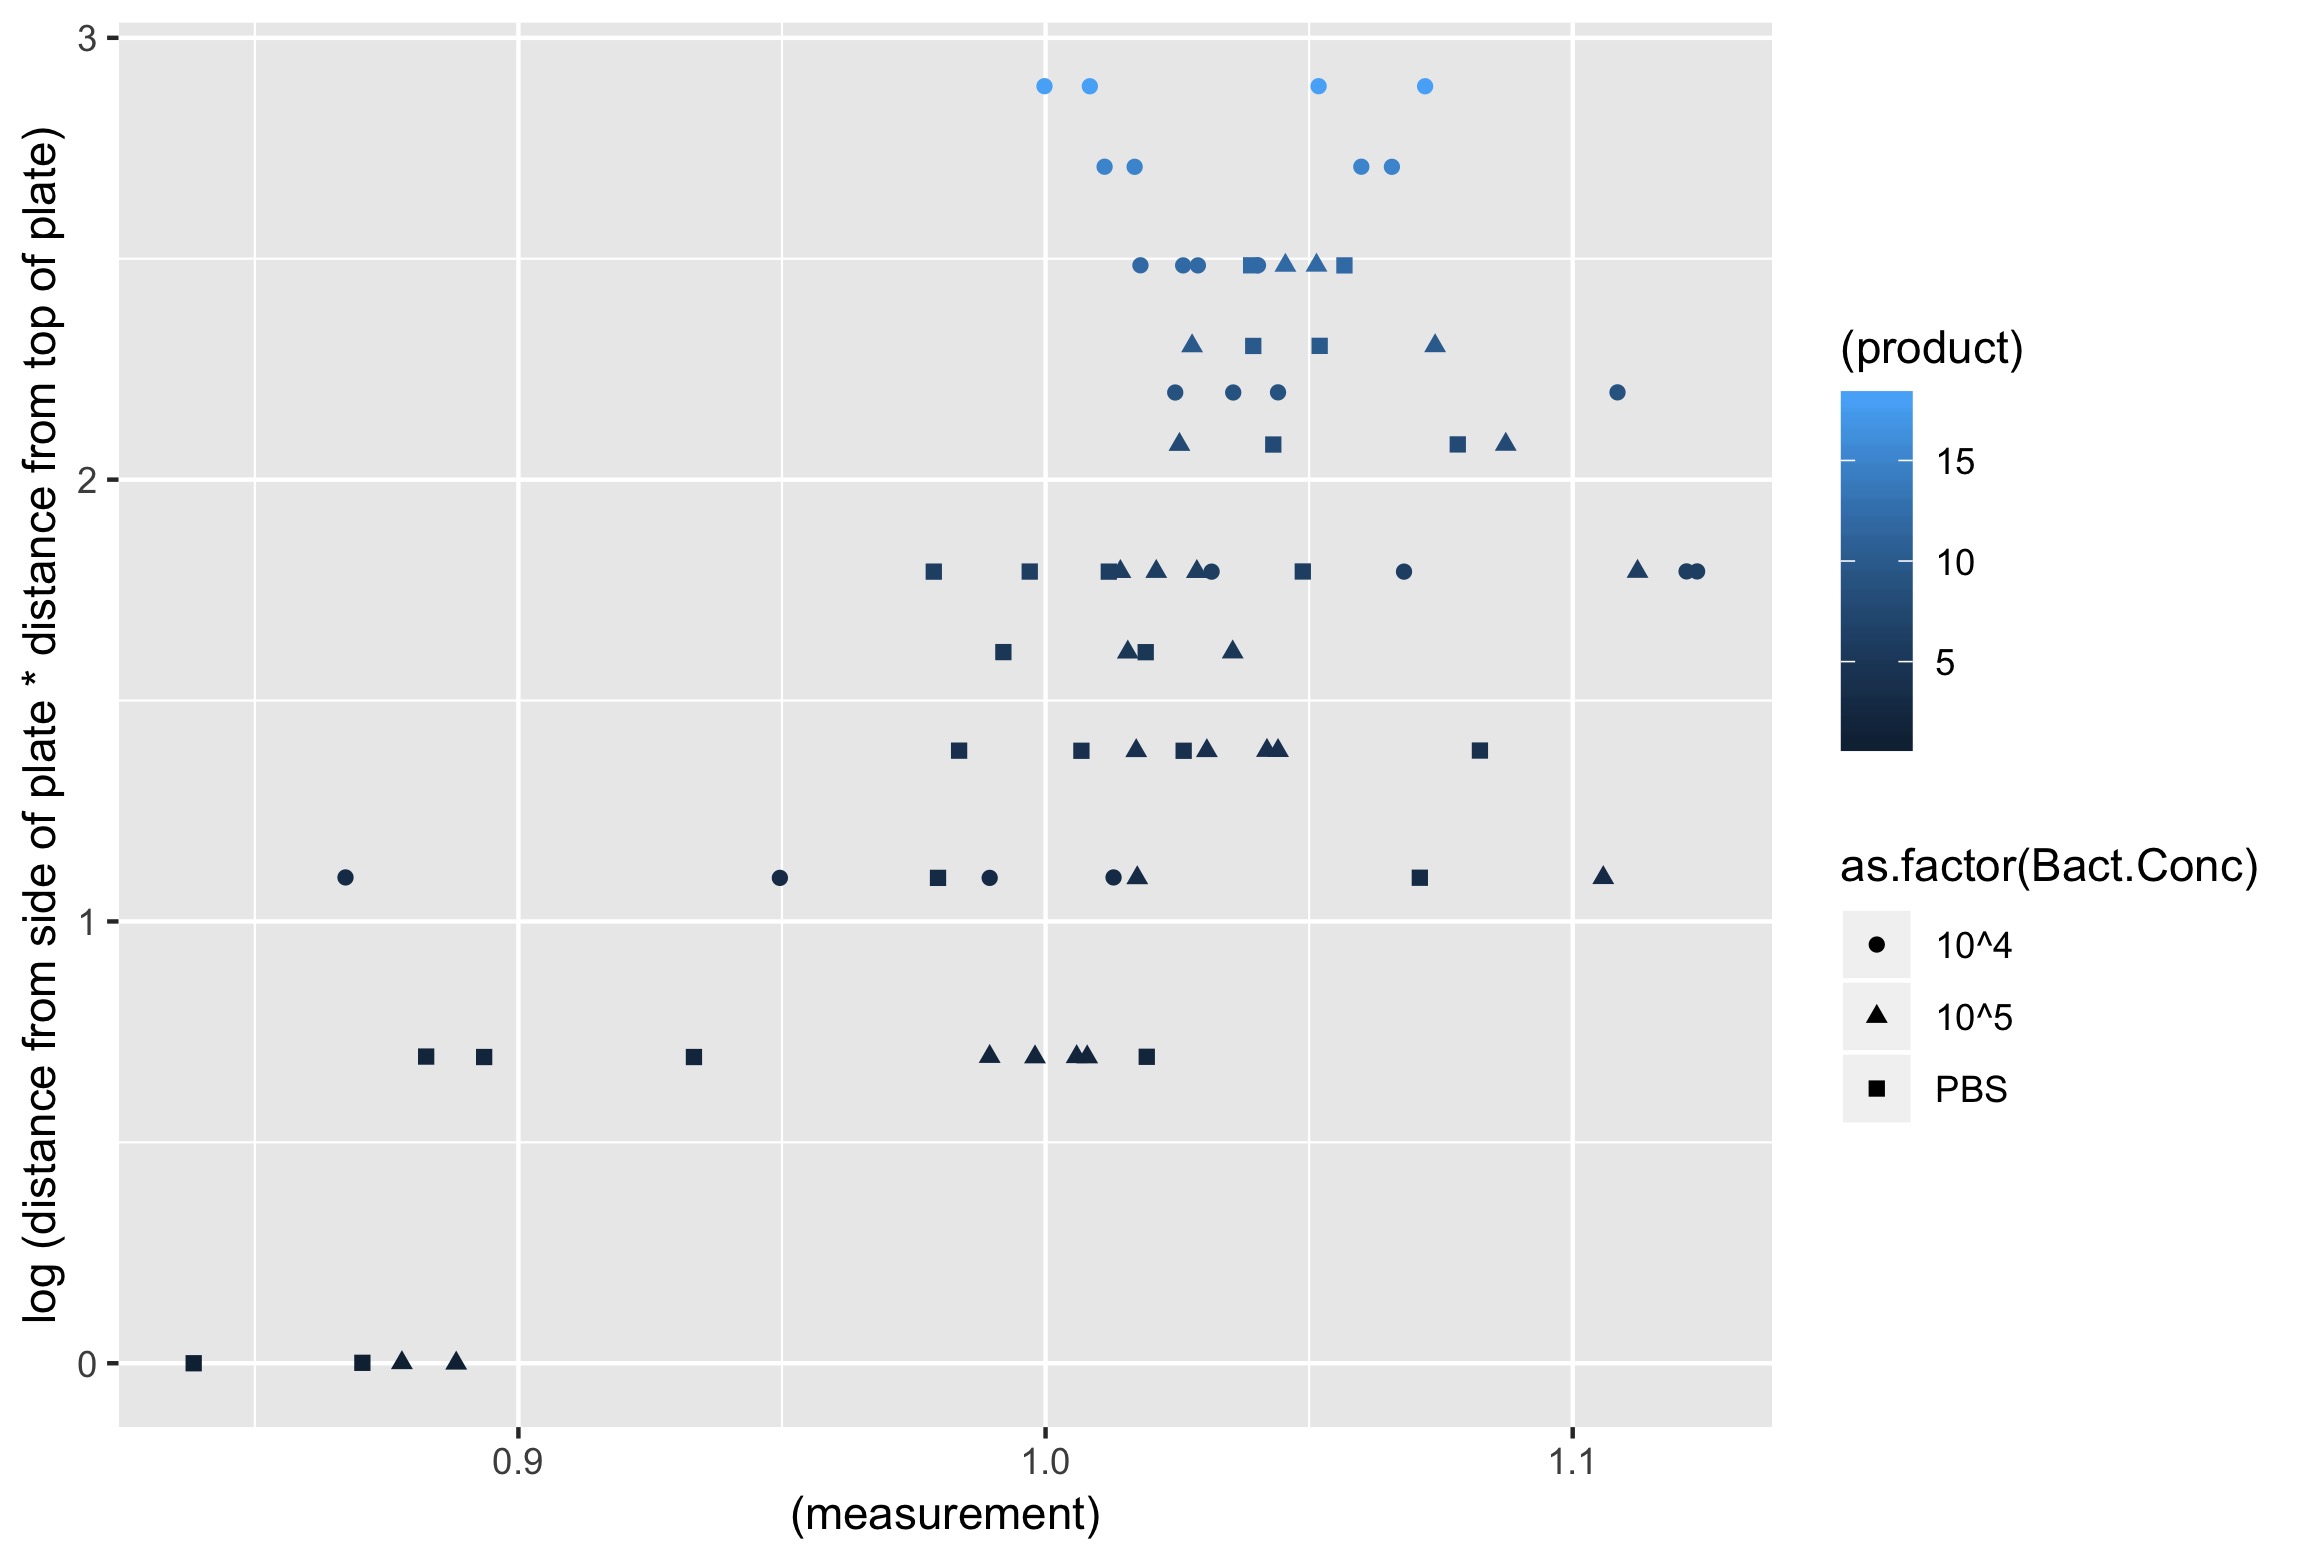 log (distance from side of plate * distance from top of plate)
3
2
1
0
0.9
1.0
1.1
(measurement)
(product)
15
10
5
as.factor(Bact.Conc)
10^4
10^5
PBS